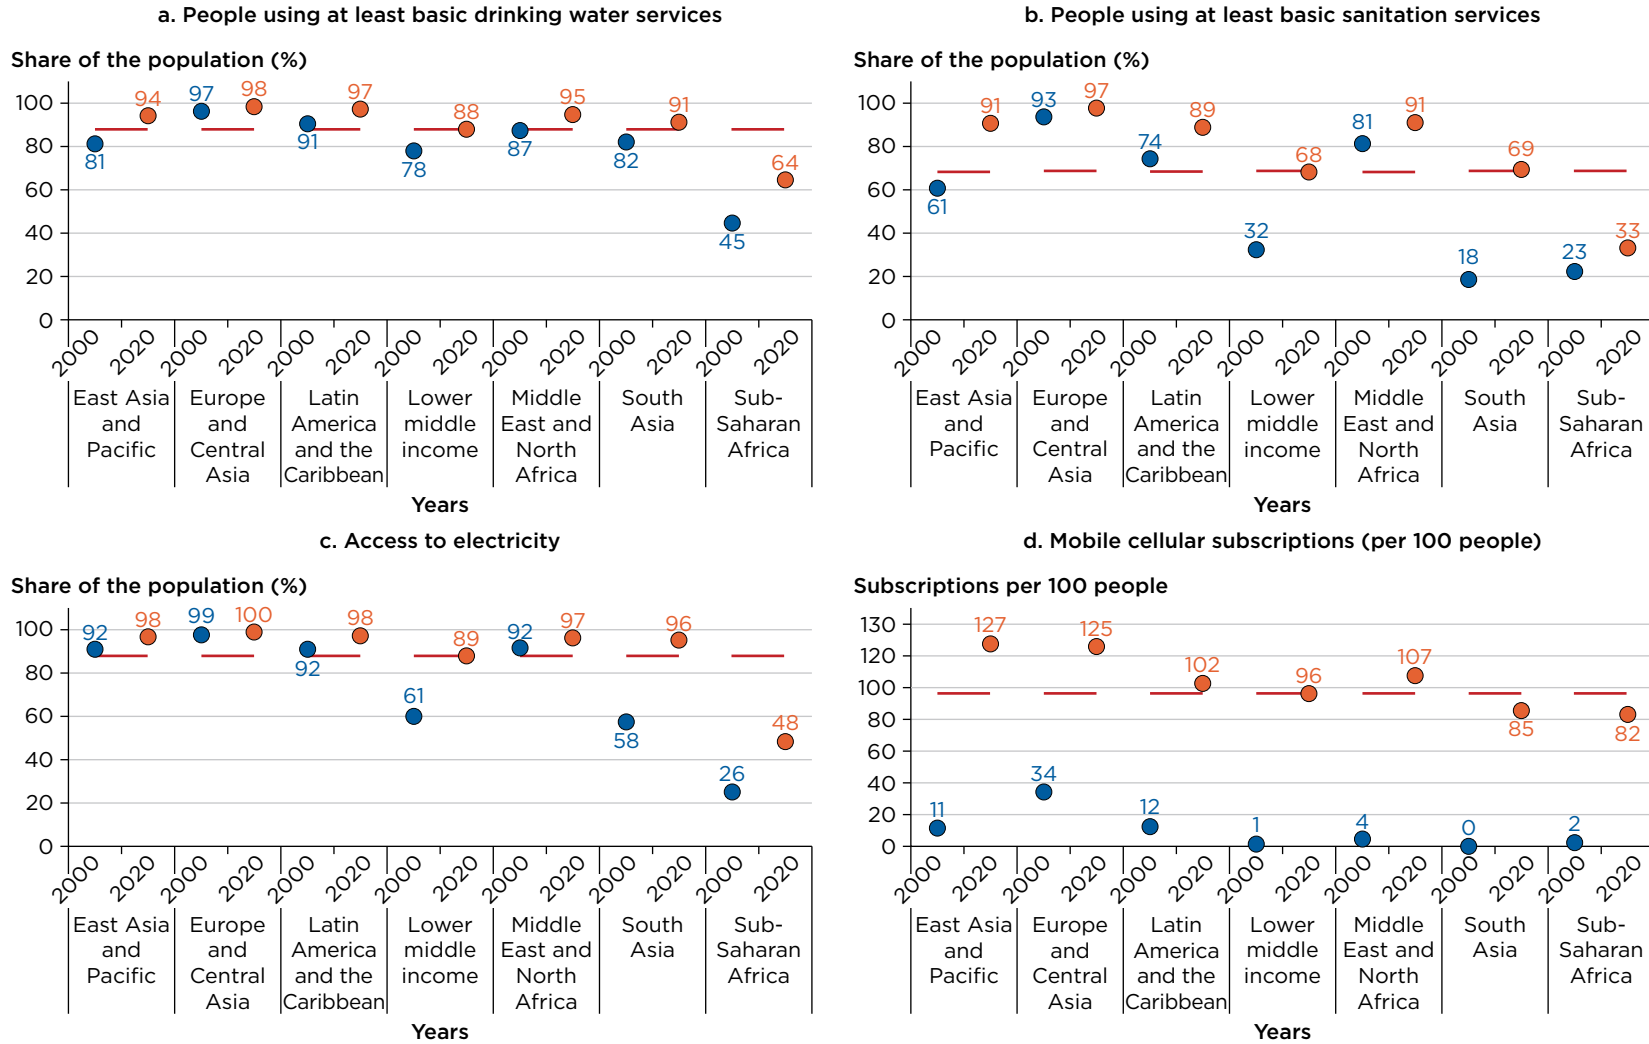 a. People using at least basic drinking water services
Share of the population (%)
100
80
60
40
20
0
81
94
97
98
91
97
78
88
87
95
82
91
45
64
2000 2020 2000 2020 2000 2020 2000 2020 2000 2020 2000 2020 2000 2020
East Asia and Pacific
Europe and Central Asia
Latin America and the Caribbean
Lower middle income
Middle East and North Africa
South Asia
Sub-Saharan Africa
Years
b. People using at least basic sanitation services
Share of the population (%)
100
80
60
40
20
0
61
91
93
97
74
89
32
68
81
91
18
69
23
33
2000 2020 2000 2020 2000 2020 2000 2020 2000 2020 2000 2020 2000 2020
East Asia and Pacific
Europe and Central Asia
Latin America and the Caribbean
Lower middle income
Middle East and North Africa
South Asia
Sub-Saharan Africa
Years
c. Access to electricity
Share of the population (%)
100
80
60
40
20
0
92
98
99
100
92
98
61
89
92
97
58
96
26
48
2000 2020 2000 2020 2000 2020 2000 2020 2000 2020 2000 2020 2000 2020
East Asia and Pacific
Europe and Central Asia
Latin America and the Caribbean
Lower middle income
Middle East and North Africa
South Asia
Sub-Saharan Africa
Years
d. Mobile cellular subscriptions (per 100 people)
Subscriptions per 100 people
130
120
100
80
60
40
20
0
11
127
34
125
12
102
1
96
4
107
0
85
2
82
2000 2020 2000 2020 2000 2020 2000 2020 2000 2020 2000 2020 2000 2020
East Asia and Pacific
Europe and Central Asia
Latin America and the Caribbean
Lower middle income
Middle East and North Africa
South Asia
Sub-Saharan Africa
Years